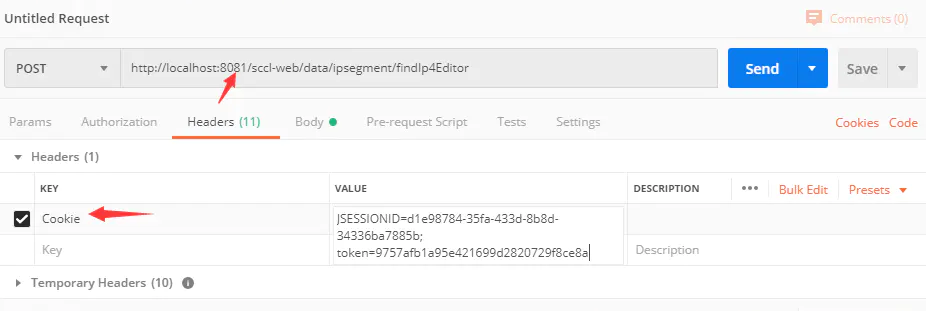 Untitled Request
Comments (0)
POST
http://localhost:8081/sccl-web/data/ipsegment/findIp4Editor
Send
Save
Params Authorization Headers (11) Body Pre-request Script Tests Settings Cookies Code
Headers (1)
KEY VALUE DESCRIPTION ••• Bulk Edit Presets
Cookie
JSESSIONID=d1e98784-35fa-433d-8b8d-
34336ba7885b;
token=9757afb1a95e421699d2820729f8ce8a
Key
Description
Temporary Headers (10) i